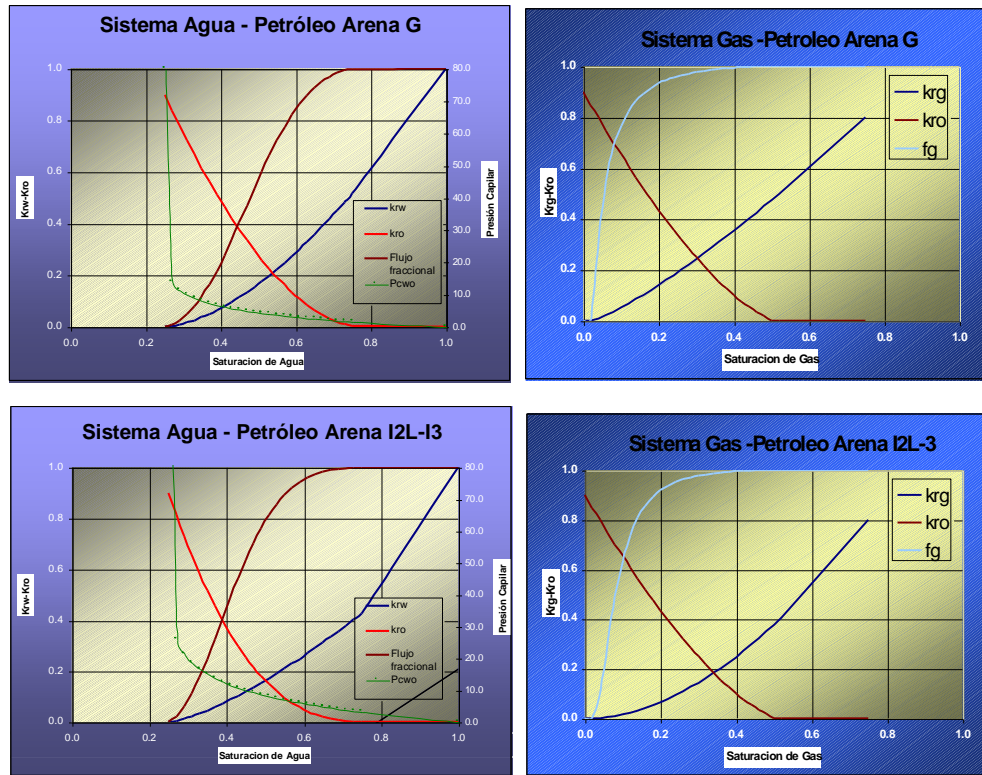 Sistema Agua - Petróleo Arena G
Krw-Kro
1.0
0.8
0.6
0.4
0.2
0.0
80.0
70.0
60.0
50.0
40.0
30.0
20.0
10.0
0.0
Presión Capilar
krw
kro
Flujo
fraccional
Pcwo
0.0 0.2 0.4 0.6 0.8 1.0
Saturacion de Agua
Sistema Gas -Petroleo Arena G
Krg-Kro
1.0
0.8
0.6
0.4
0.2
0.0
krg
kro
fg
0.0 0.2 0.4 0.6 0.8 1.0
Saturacion de Gas
Sistema Agua - Petróleo Arena I2L-I3
Krw-Kro
1.0
0.8
0.6
0.4
0.2
0.0
80.0
70.0
60.0
50.0
40.0
30.0
20.0
10.0
0.0
Presión Capilar
krw
kro
Flujo
fraccional
Pcwo
0.0 0.2 0.4 0.6 0.8 1.0
Saturacion de Agua
Sistema Gas -Petroleo Arena I2L-3
Krg-Kro
1.0
0.8
0.6
0.4
0.2
0.0
krg
kro
fg
0.0 0.2 0.4 0.6 0.8 1.0
Saturacion de Gas